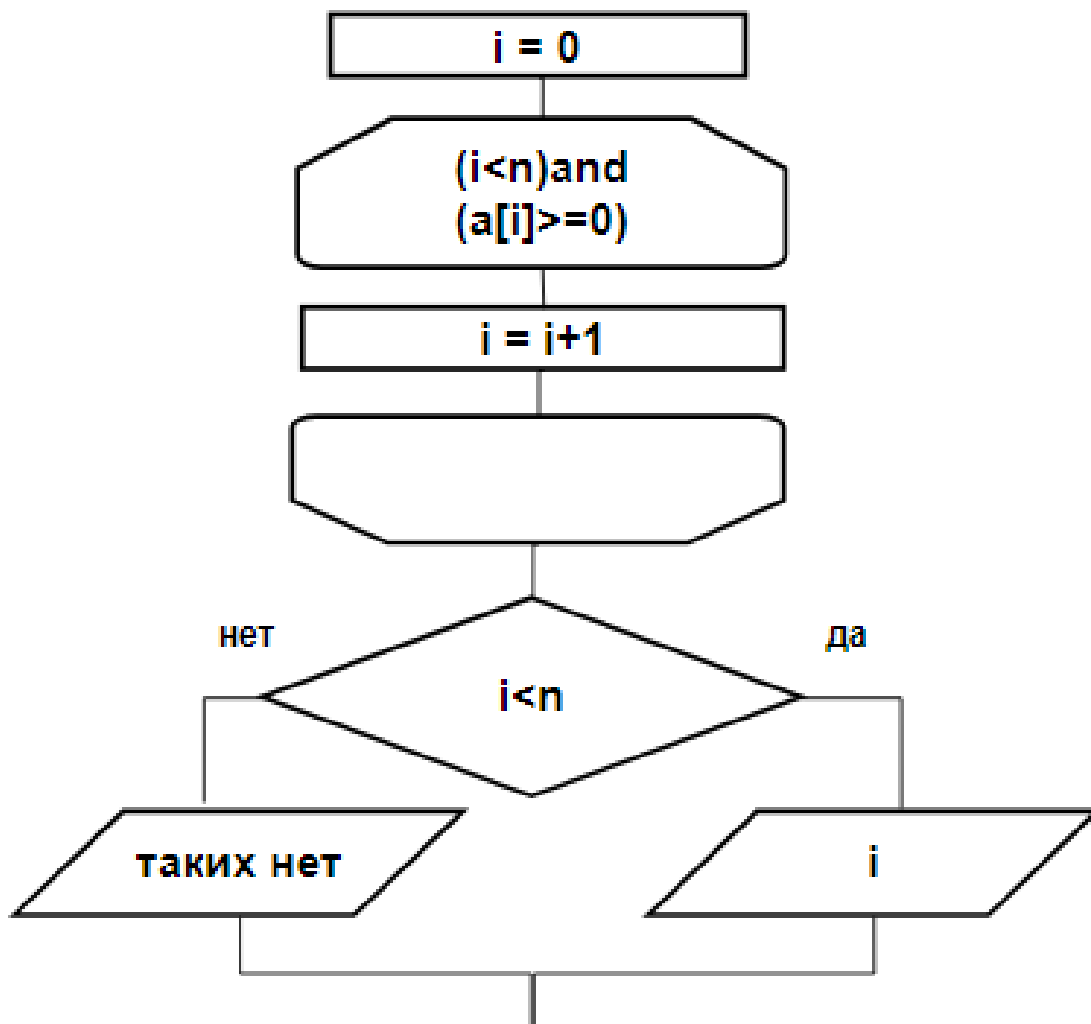 i = 0
(i<n)and
(a[i]>=0)
i = i+1
нет
да
i<n
таких нет
i